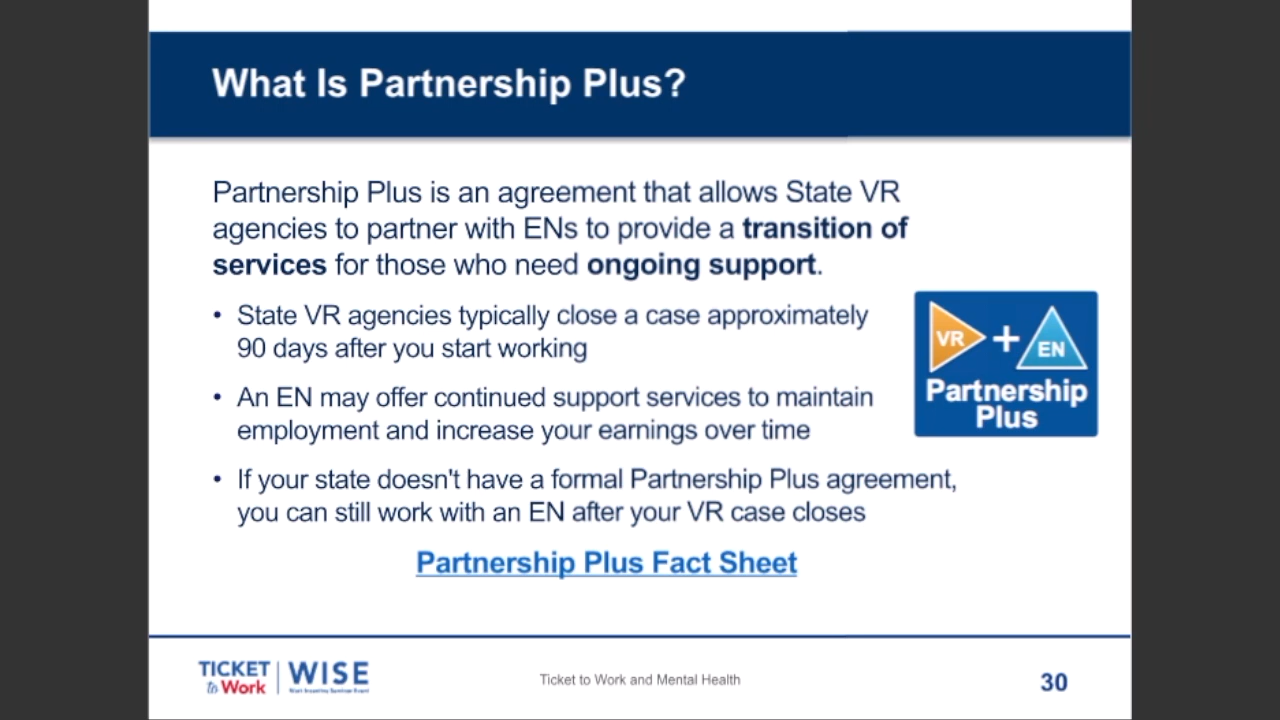 What Is Partnership Plus?
Partnership Plus is an agreement that allows State VR
agencies to partner with ENs to provide a transition of
services for those who need ongoing support.
• State VR agencies typically close a case approximately
90 days after you start working
• An EN may offer continued support services to maintain
employment and increase your earnings over time
• If your state doesn't have a formal Partnership Plus agreement,
you can still work with an EN after your VR case closes
VR + EN
Partnership
Plus
Partnership Plus Fact Sheet
TICKET
to Work
WISE
Work Incentives Seminar Event
Ticket to Work and Mental Health
30